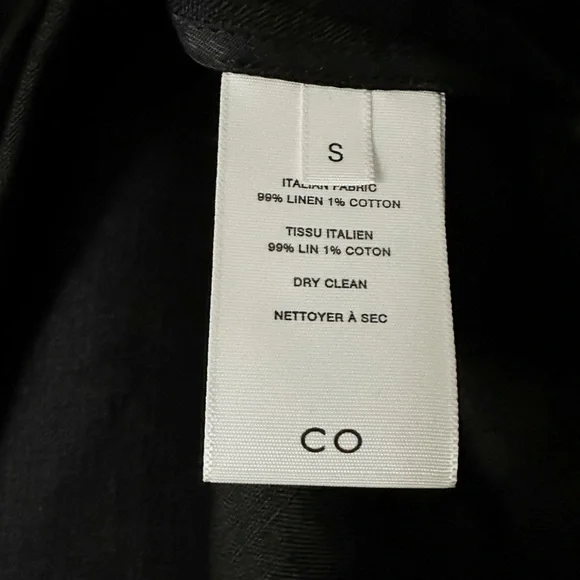 S
ITALIAN FABRIC
99% LINEN 1% COTTON
TISSU ITALIEN
99% LIN 1% COTON
DRY CLEAN
NETTOYER À SEC
CO